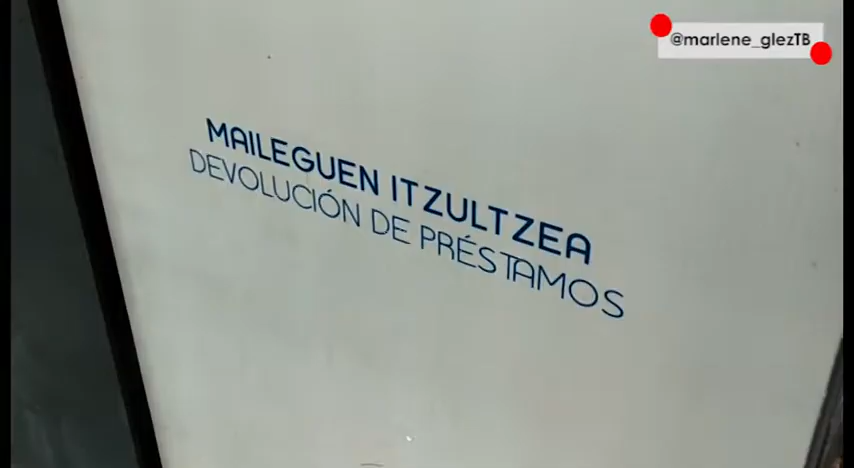 @marlene_glezTB
MAILEGUEN ITZULTZEA
DEVOLUCIÓN DE PRÉSTAMOS